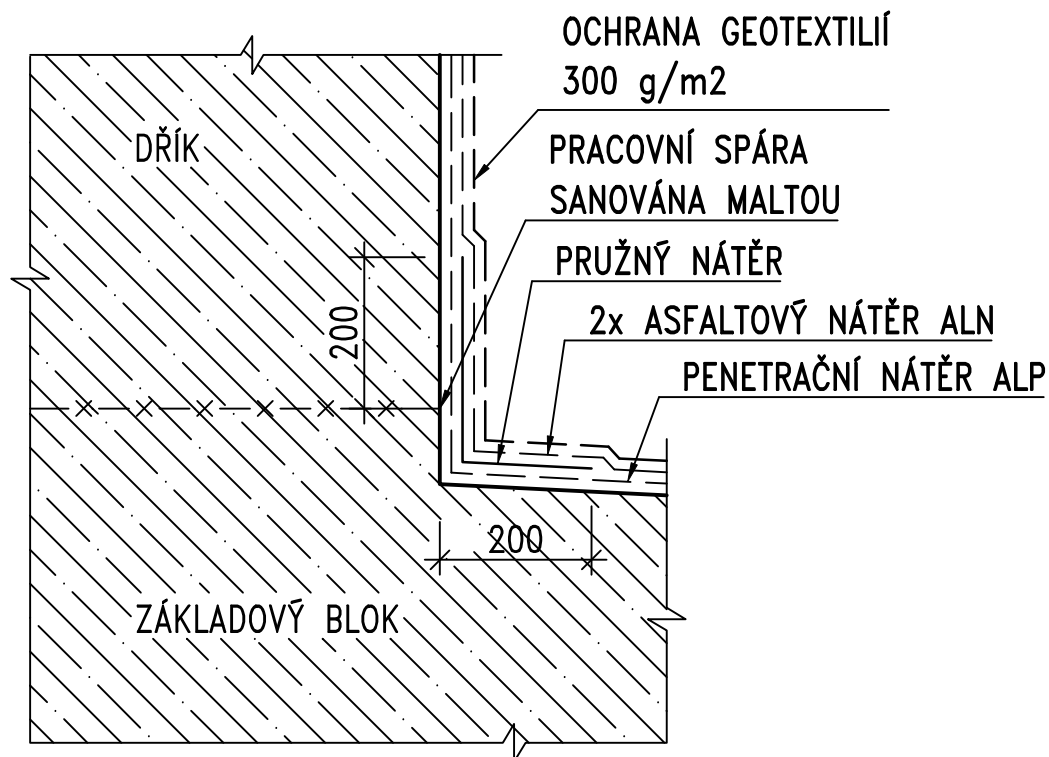 OCHRANA GEOTEXTILIÍ
300 g/m2
DŘÍK
PRACOVNÍ SPÁRA
SANOVÁNA MALTOU
PRUŽNÝ NÁTĚR
200
2x ASFALTOVÝ NÁTĚR ALN
PENETRAČNÍ NÁTĚR ALP
200
ZÁKLADOVÝ BLOK